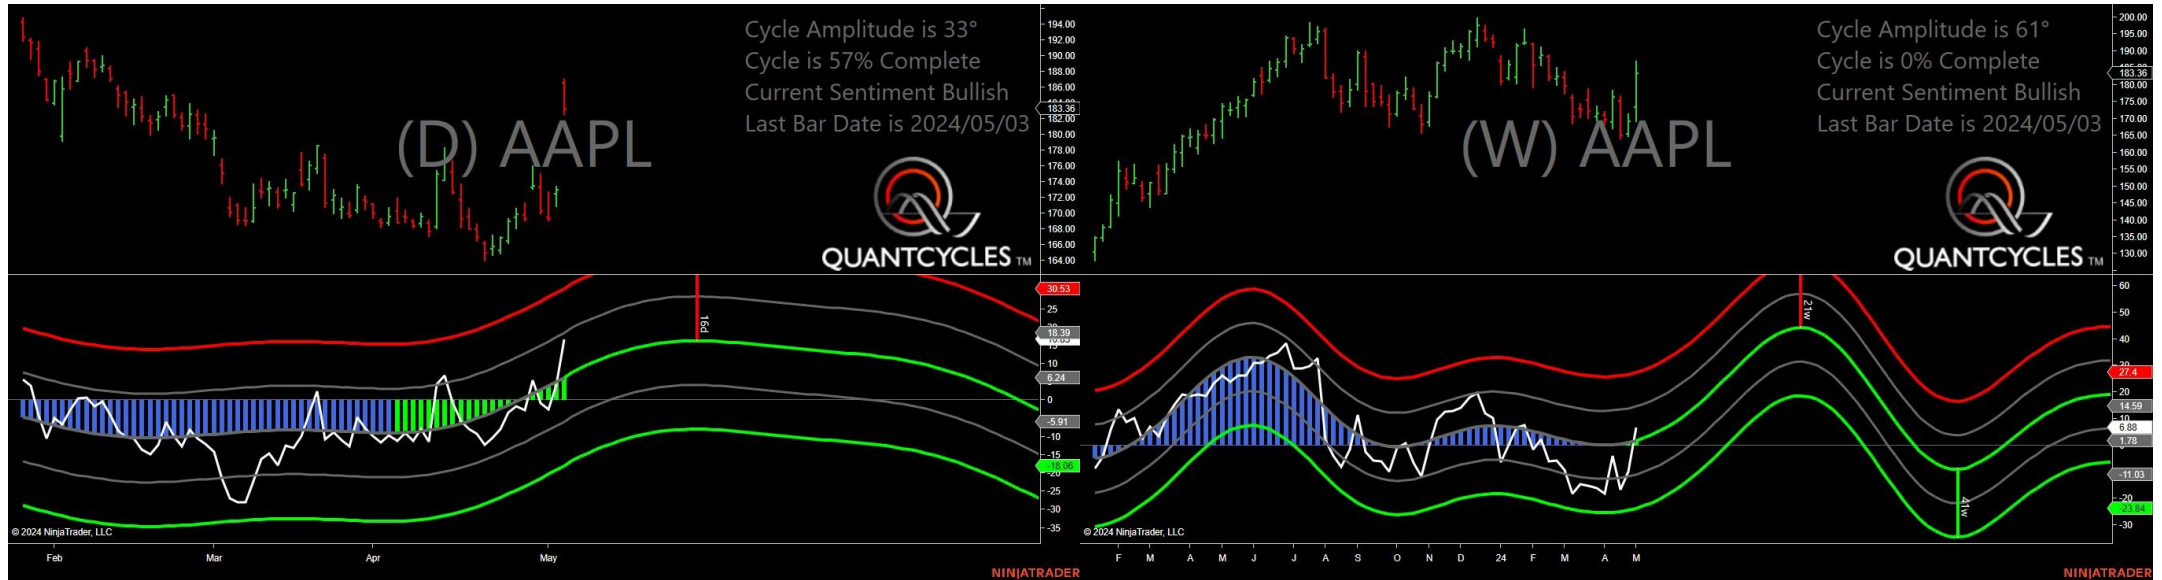 Cycle Amplitude is 33°
Cycle is 57% Complete
Current Sentiment Bullish
Last Bar Date is 2024/05/03
(D) AAPL
QUANTCYCLES TM
194.00
192.00
190.00
188.00
186.00
183.36
182.00
180.00
178.00
176.00
174.00
172.00
170.00
168.00
166.00
164.00
30.53
25
18.39
15
10
6.24
0
-5.91
-10
-15
-18.06
-25
-30
-35
16d
© 2024 NinjaTrader, LLC
Feb
Mar
Apr
May
NINJATRADER
Cycle Amplitude is 61°
Cycle is 0% Complete
Current Sentiment Bullish
Last Bar Date is 2024/05/03
(W) AAPL
QUANTCYCLES TM
200.00
195.00
190.00
183.36
180.00
175.00
170.00
165.00
160.00
155.00
150.00
145.00
140.00
135.00
130.00
60
50
40
27.4
20
14.59
10
6.88
1.78
-11.03
-20
-23.84
-30
21w
41w
© 2024 NinjaTrader, LLC
F M A M J J A S O N D 24 F M A M
NINJATRADER